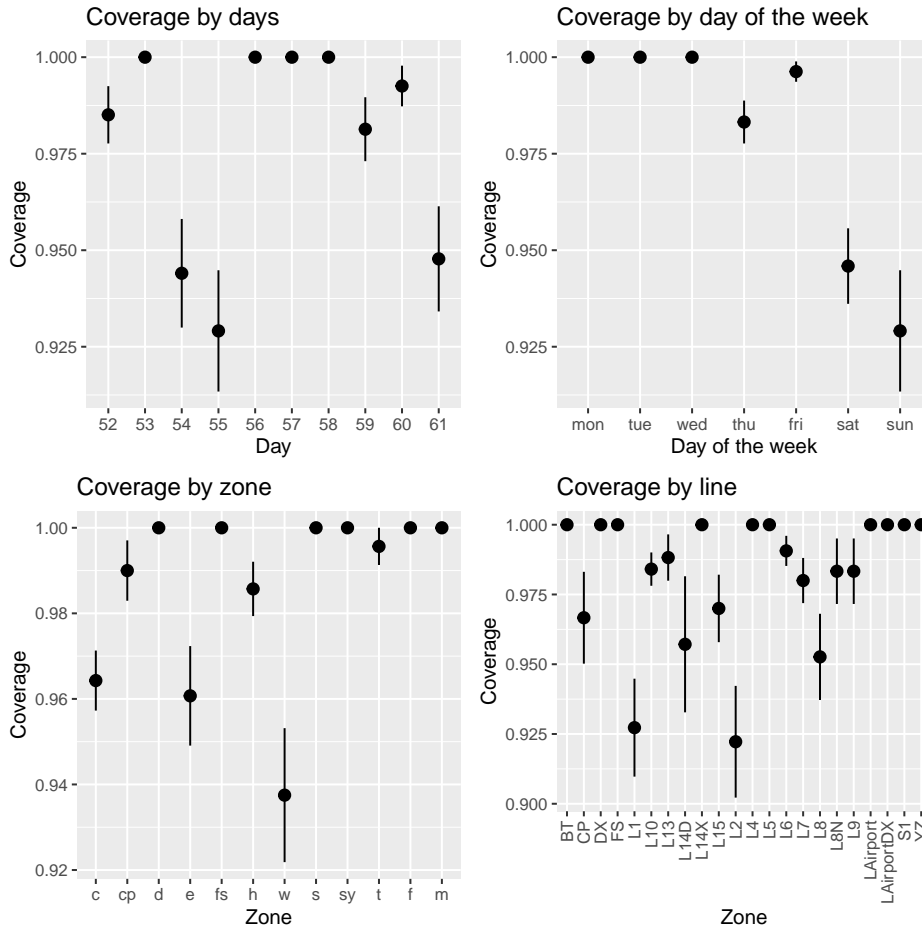 Coverage by days
1.000
0.975
0.950
0.925
Coverage
52 53 54 55 56 57 58 59 60 61
Day
Coverage by day of the week
1.000
0.975
0.950
0.925
Coverage
mon tue wed thu fri sat sun
Day of the week
Coverage by zone
1.00
0.98
0.96
0.94
0.92
Coverage
c cp d e fs h w s sy t f m
Zone
Coverage by line
1.000
0.975
0.950
0.925
0.900
Coverage
BT CP DX FS L1 L10 L13 L14D L14X L15 L2 L4 L5 L6 L7 L8 L8N L9 LAirport LAirportDX S1 XZ
Zone